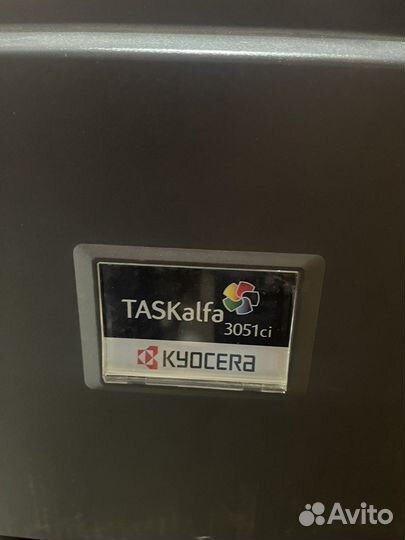 TASKalfa
3051ci
KYOCERA
Avito